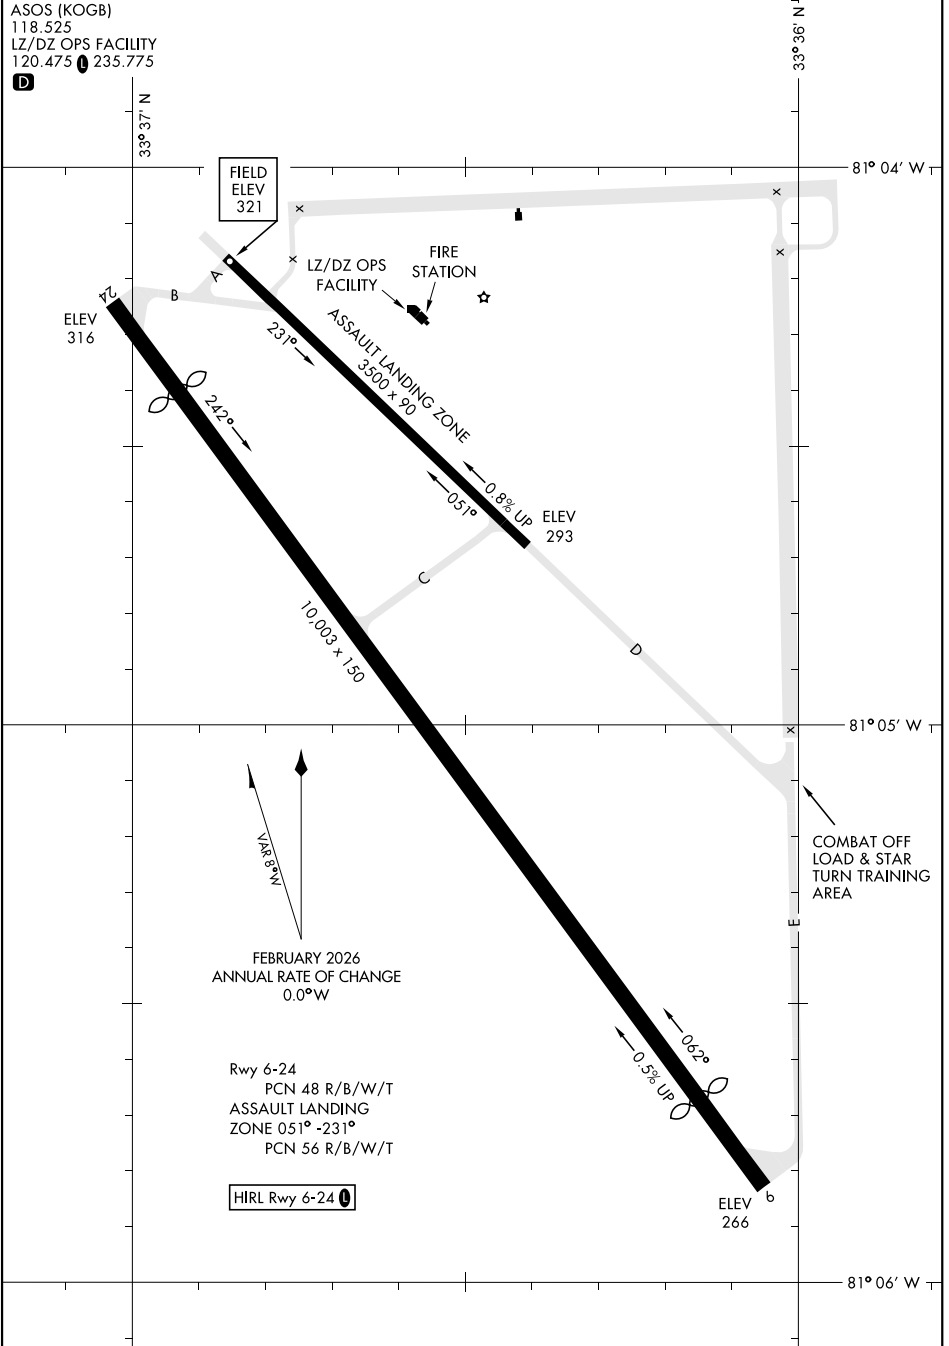 ASOS (KOGB)
118.525
LZ/DZ OPS FACILITY
120.475 L 235.775
D
33° 36' N
33° 37' N
81° 04' W
FIELD
ELEV
321
FIRE
STATION
LZ/DZ OPS
FACILITY
A
B
24
ELEV
316
x
x
x
x
231°
ASSAULT LANDING ZONE
3500 x 90
242°
0.8% UP
051°
ELEV
293
C
10,003 x 150
D
81° 05' W
x
VAR 8°W
COMBAT OFF
LOAD & STAR
TURN TRAINING
AREA
E
FEBRUARY 2026
ANNUAL RATE OF CHANGE
0.0°W
062°
0.5% UP
Rwy 6-24
PCN 48 R/B/W/T
ASSAULT LANDING
ZONE 051° -231°
PCN 56 R/B/W/T
HIRL Rwy 6-24 L
6
ELEV
266
81° 06' W